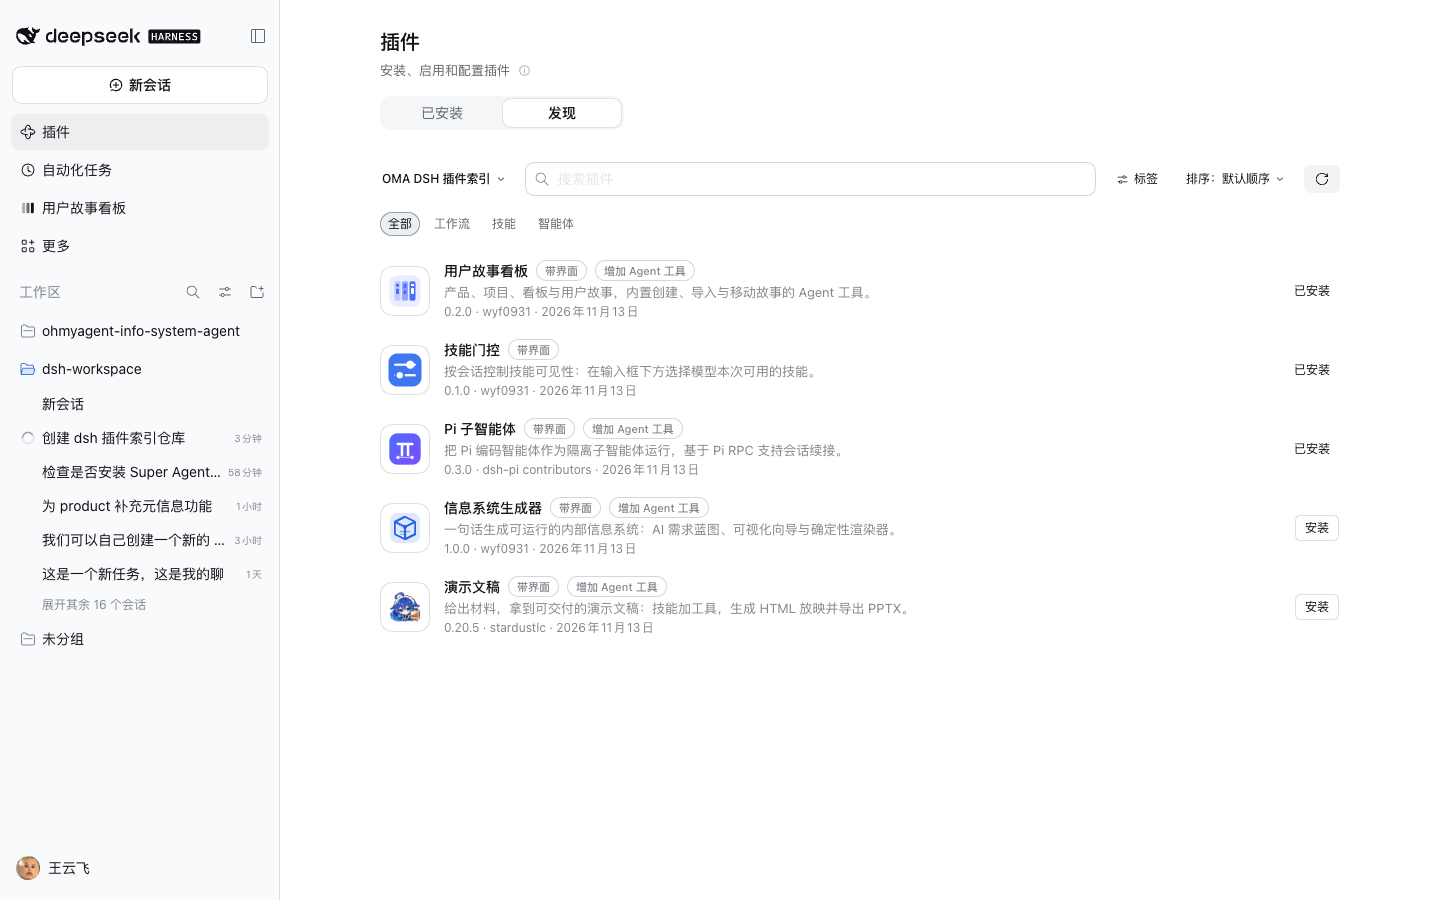 deepseek HARNESS
新会话
插件
自动化任务
用户故事看板
更多
工作区
ohmyagent-info-system-agent
dsh-workspace
新会话
创建 dsh 插件索引仓库 3 分钟
检查是否安装 Super Agent... 58 分钟
为 product 补充元信息功能 1 小时
我们可以自己创建一个新的 ... 3 小时
这是一个新任务，这是我的聊 1 天
展开其余 16 个会话
未分组
王云飞
插件
安装、启用和配置插件
已安装 发现
OMA DSH 插件索引 搜索插件 标签 排序：默认顺序
全部 工作流 技能 智能体
用户故事看板 带界面 增加 Agent 工具
产品、项目、看板与用户故事，内置创建、导入与移动故事的 Agent 工具。
0.2.0 · wyf0931 · 2026年11月13日
已安装
技能门控 带界面
按会话控制技能可见性：在输入框下方选择模型本次可用的技能。
0.1.0 · wyf0931 · 2026年11月13日
已安装
Pi 子智能体 带界面 增加 Agent 工具
把 Pi 编码智能体作为隔离子智能体运行，基于 Pi RPC 支持会话续接。
0.3.0 · dsh-pi contributors · 2026年11月13日
已安装
信息系统生成器 带界面 增加 Agent 工具
一句话生成可运行的内部信息系统：AI 需求蓝图、可视化向导与确定性渲染器。
1.0.0 · wyf0931 · 2026年11月13日
安装
演示文稿 带界面 增加 Agent 工具
给出材料，拿到可交付的演示文稿：技能加工具，生成 HTML 放映并导出 PPTX。
0.20.5 · stardustlc · 2026年11月13日
安装